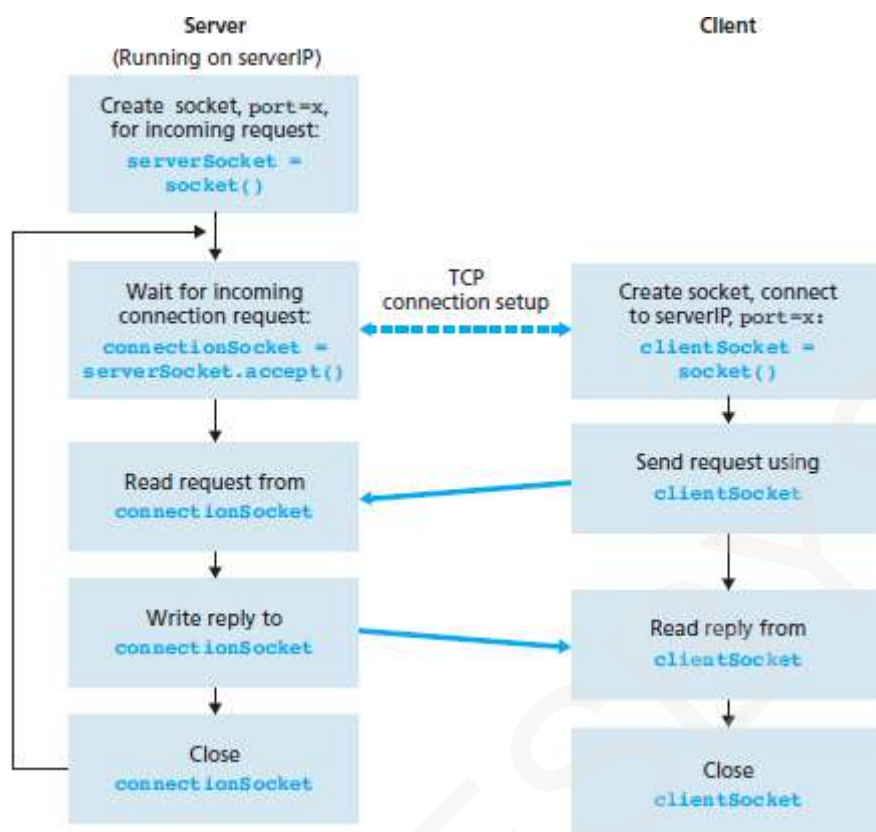 Server
(Running on serverIP)
Create socket, port=x,
for incoming request:
serverSocket =
socket()
Wait for incoming
connection request:
connectionSocket =
serverSocket.accept()
Read request from
connectionSocket
Write reply to
connectionSocket
Close
connectionSocket
TCP
connection setup
Client
Create socket, connect
to serverIP, port=x:
clientSocket =
socket()
Send request using
clientSocket
Read reply from
clientSocket
Close
clientSocket